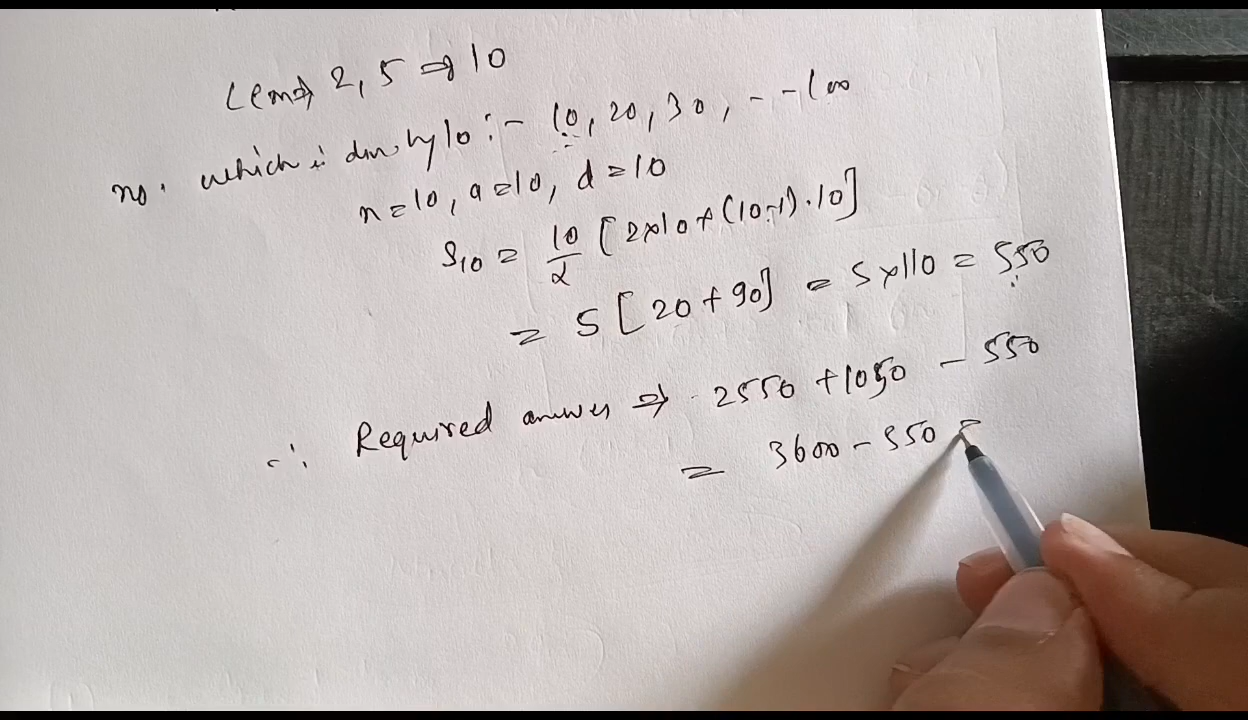 Lcm⇒ 2, 5 ⇒ 10
no. which is div. by 10 :- 10, 20, 30, - - 100
n=10, a=10, d=10
S10 = 10/2 [2×10+(10-1).10]
= 5 [20+90] = 5×110 = 550
∴ Required answer ⇒ 2550 +1050 - 550
= 3600 - 550 =